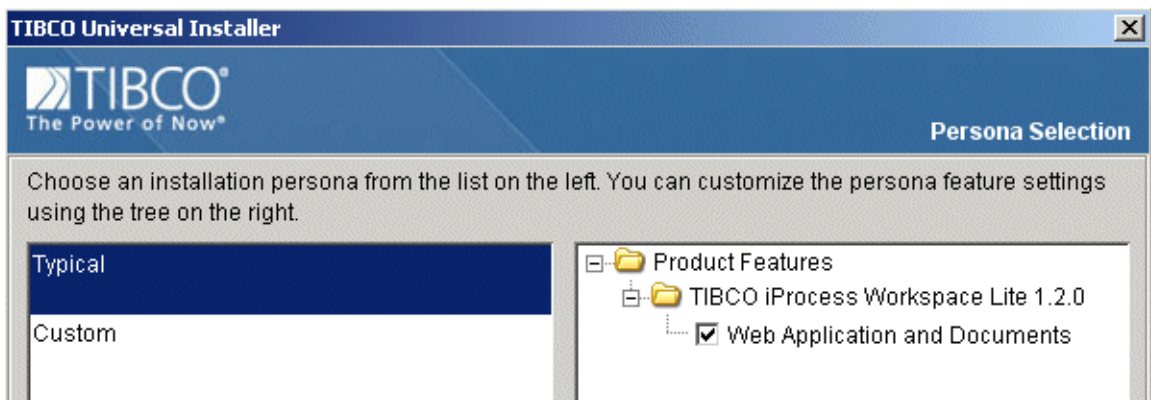 TIBCO Universal Installer
TIBCO®
The Power of Now®
Persona Selection
Choose an installation persona from the list on the left. You can customize the persona feature settings
using the tree on the right.
Typical
Custom
Product Features
TIBCO iProcess Workspace Lite 1.2.0
Web Application and Documents